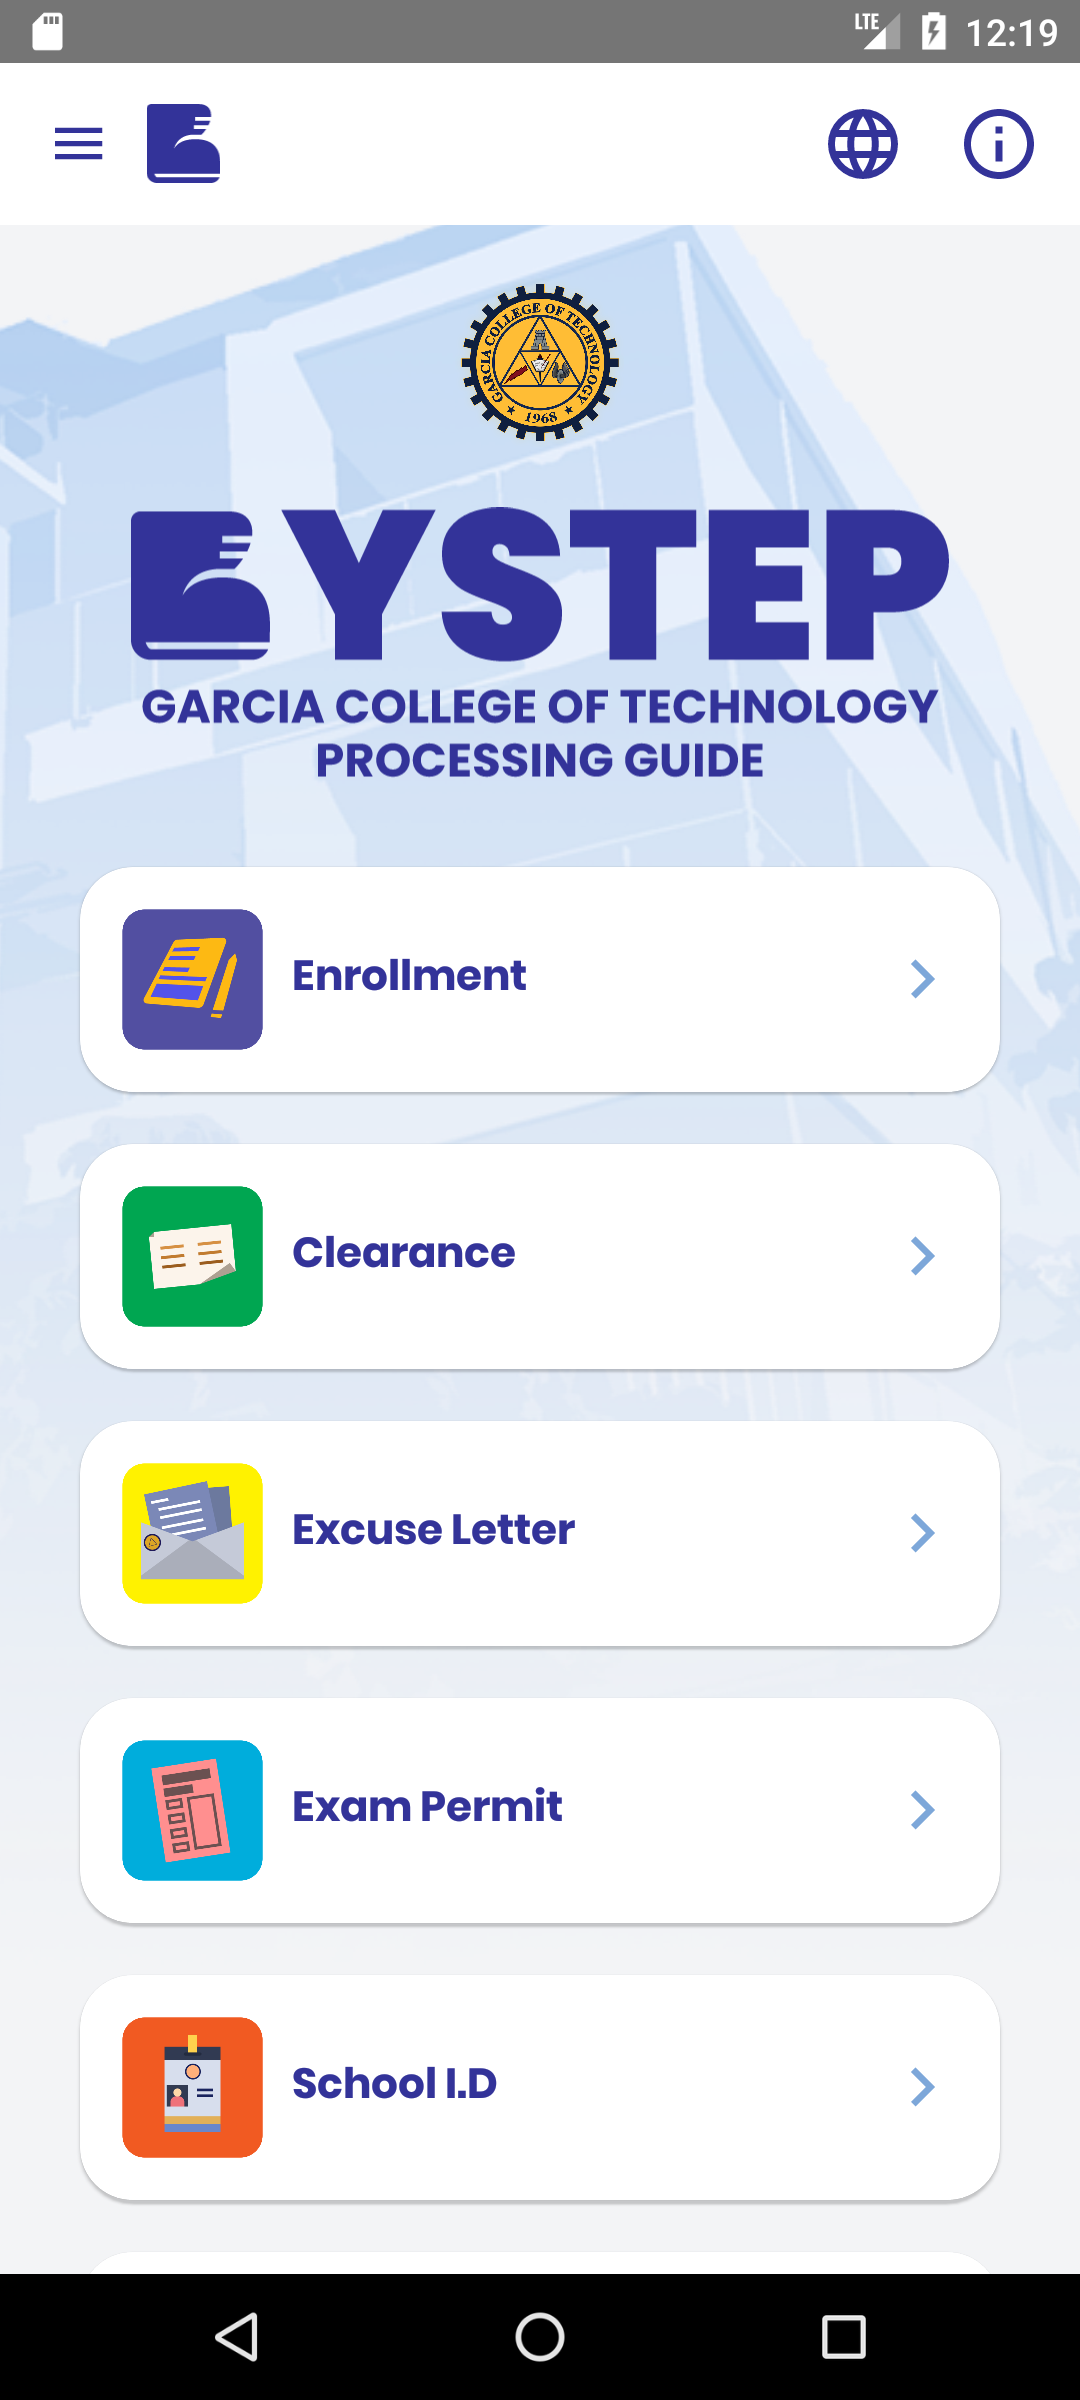 LTE 12:19
GARCIA COLLEGE OF TECHNOLOGY
1968
BYSTEP
GARCIA COLLEGE OF TECHNOLOGY
PROCESSING GUIDE
Enrollment
Clearance
Excuse Letter
Exam Permit
School I.D